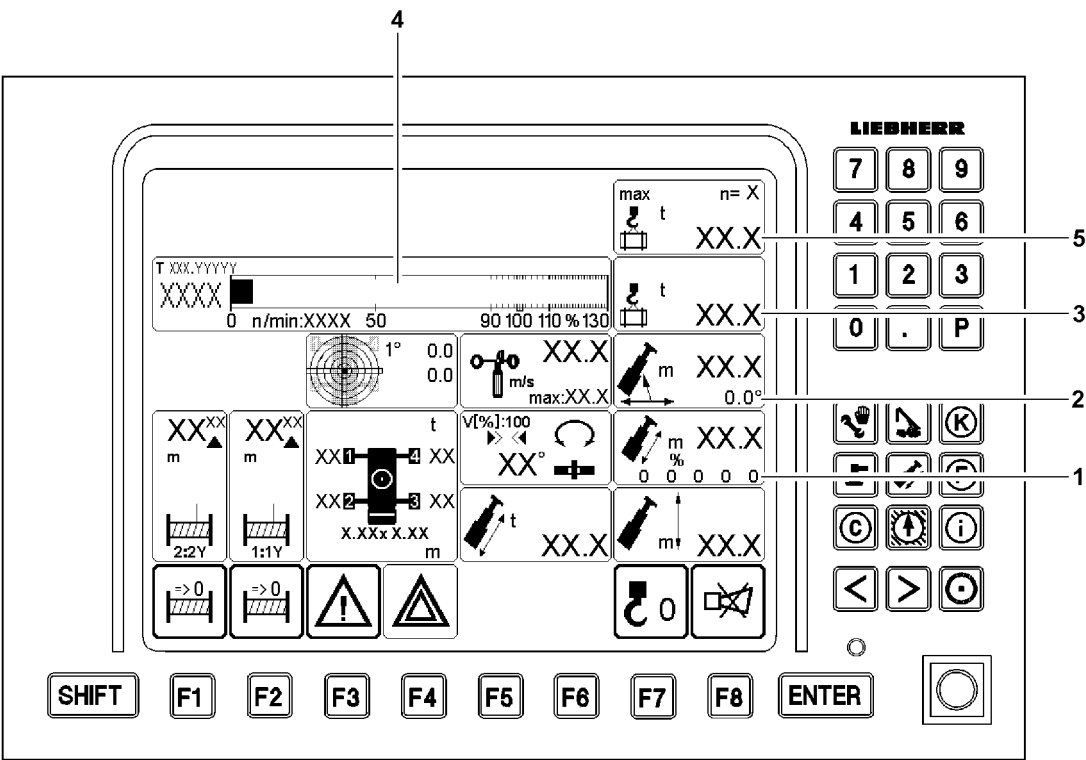 4
LIEBHERR
7 8 9
max n= X
t
XX.X
5
4 5 6
T XXX.YYYYY
XXXX
0 n/min:XXXX 50 90 100 110 % 130
t
XX.X
3
1 2 3
0 . P
1° 0.0
0.0
XX.X
m/s
max:XX.X
m XX.X
0.0°
2
XX XX
m
2:2Y
XX XX
m
1:1Y
t
XX 1 4 XX
XX 2 3 XX
X.XX x X.XX
m
V[%]:100
XX°
m XX.X
%
0 0 0 0 0
1
t
XX.X
m XX.X
K
F
C i
< >
=> 0
=> 0
!
0
SHIFT F1 F2 F3 F4 F5 F6 F7 F8 ENTER